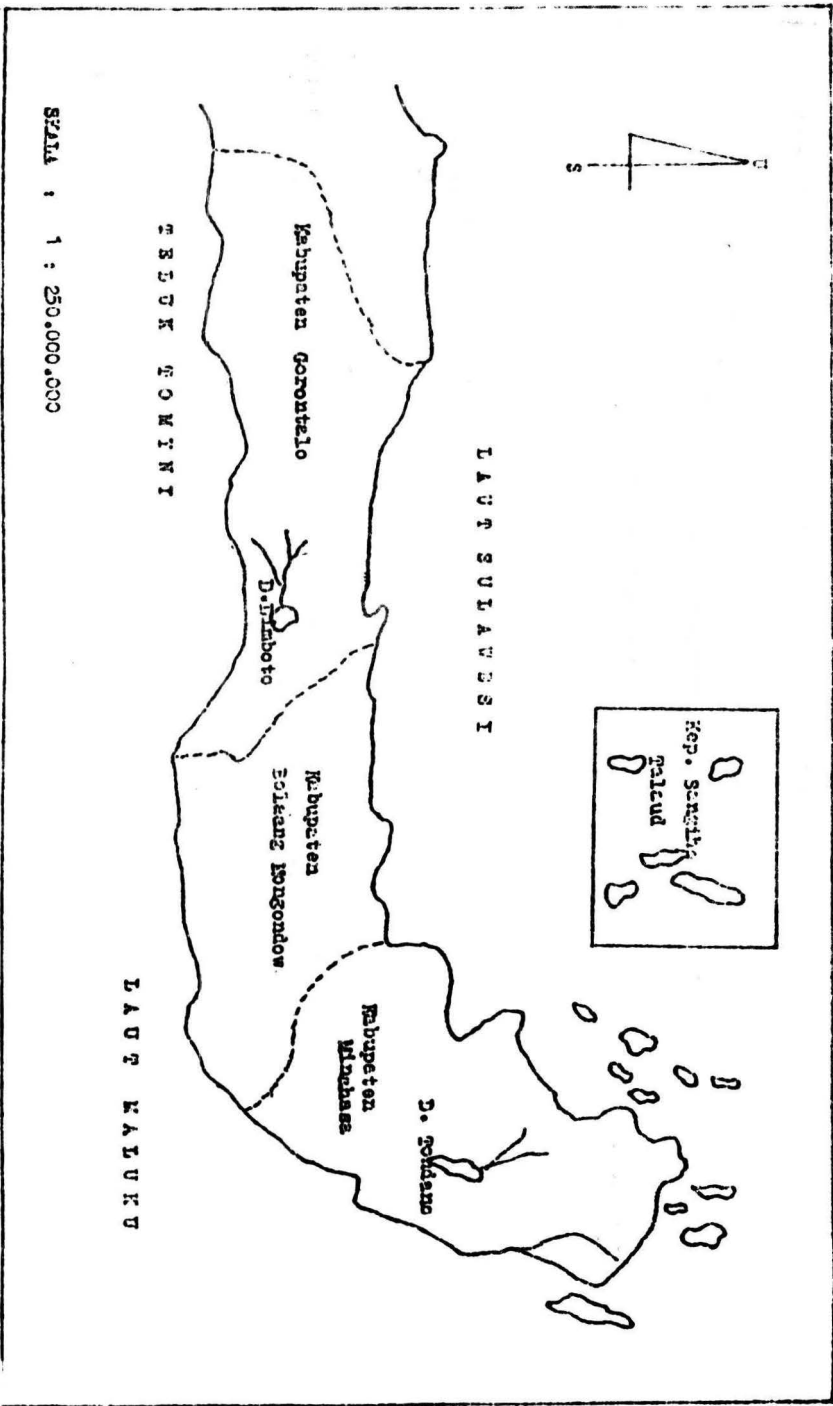 U
S
LAUT SULAWESI
Kep. Sangihe
Talaud
Kabupaten Gorontalo
D.Limboto
Kabupaten
Bolaang Mongondow
Kabupaten
Minahasa
D. Tondano
TELUK TOMINI
LAUT MALUKU
SKALA : 1 : 250.000.000